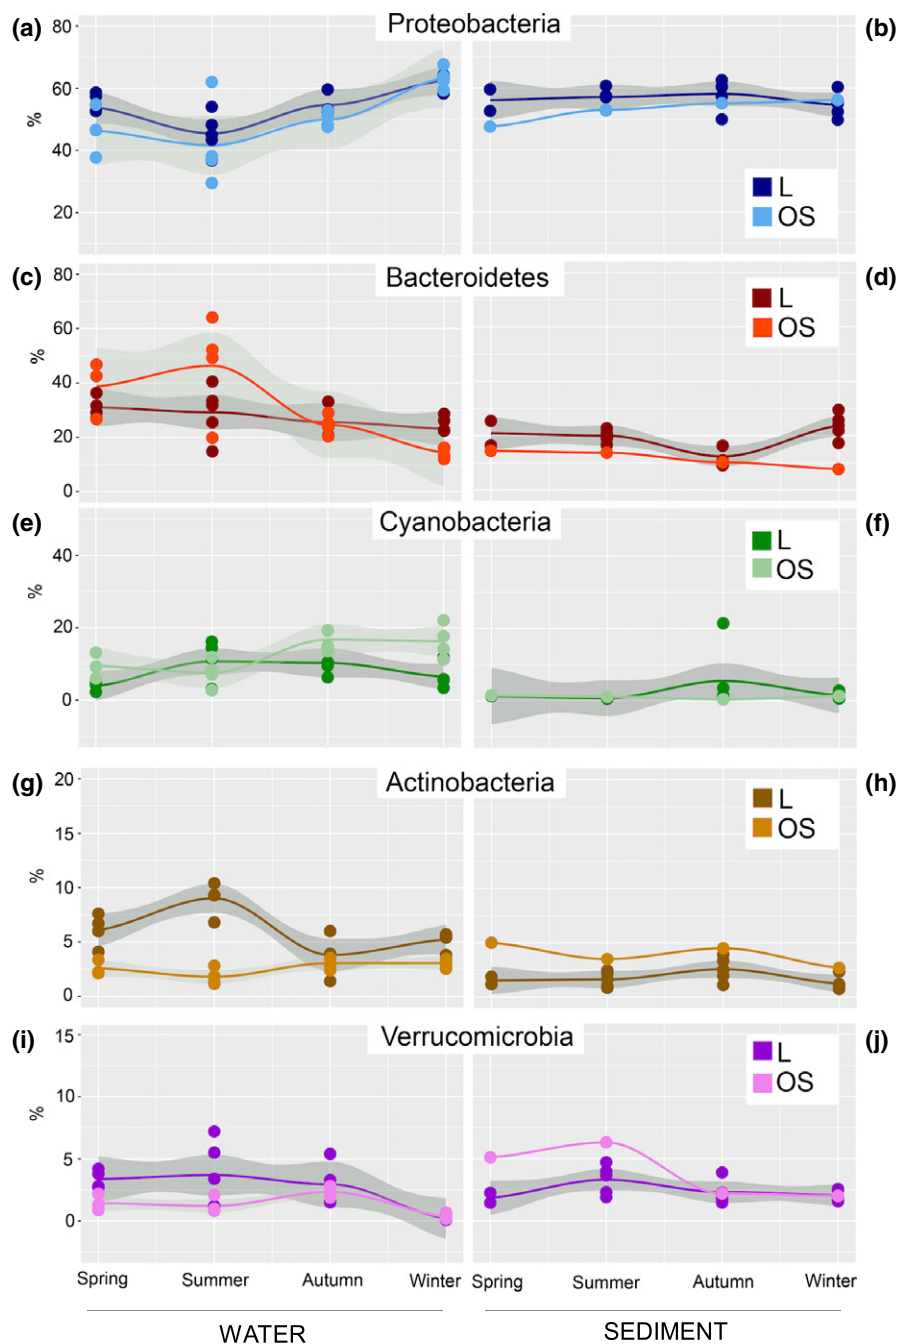 (a) Proteobacteria (b)
80
60
%
40
L
20 OS
(c) Bacteroidetes (d)
80
L
60 OS
%
40
20
0
(e) Cyanobacteria (f)
L
40
OS
%
20
0
(g) Actinobacteria (h)
20
L
15 OS
%
10
5
0
(i) Verrucomicrobia (j)
15
L
OS
10
%
5
0
Spring Summer Autumn Winter Spring Summer Autumn Winter
WATER SEDIMENT